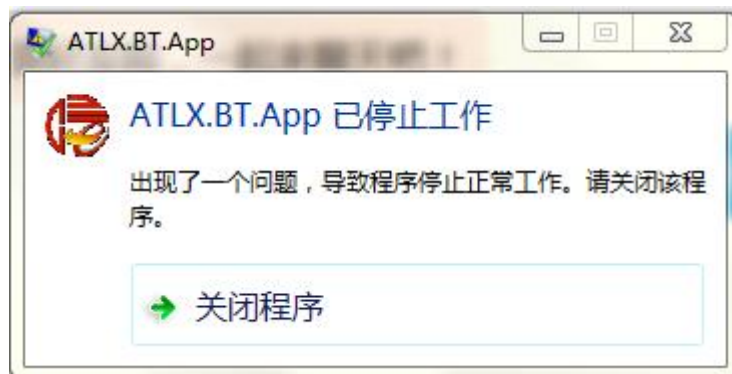 ATLX.BT.App
ATLX.BT.App 已停止工作
出现了一个问题，导致程序停止正常工作。请关闭该程
序。
关闭程序